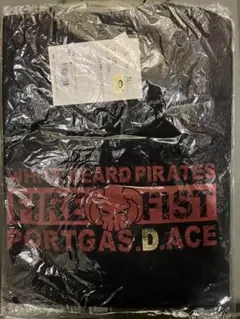 WHITEBEARD PIRATES
FIRE FIST
PORTGAS.D.ACE